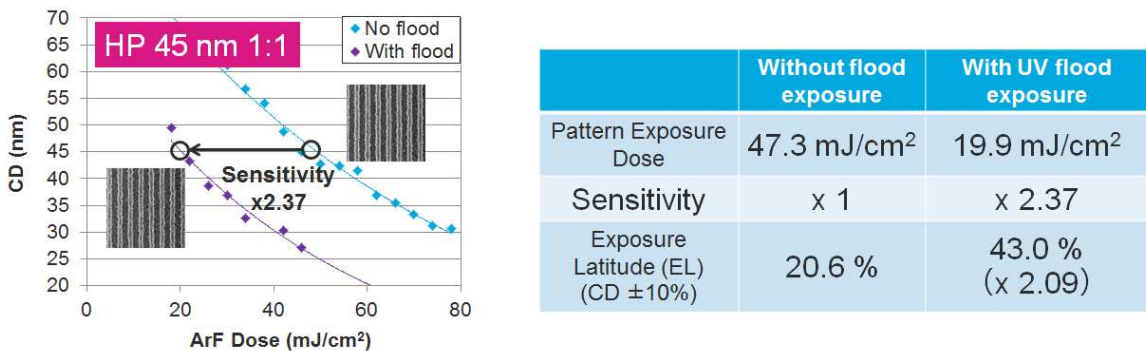 HP 45 nm 1:1
No flood
With flood
CD (nm)
70
65
60
55
50
45
40
35
30
25
20
Sensitivity
x2.37
0
20
40
60
80
ArF Dose (mJ/cm²)
Without flood
exposure
With UV flood
exposure
Pattern Exposure
Dose
47.3 mJ/cm²
19.9 mJ/cm²
Sensitivity
x 1
x 2.37
Exposure
Latitude (EL)
(CD ±10%)
20.6 %
43.0 %
(x 2.09)